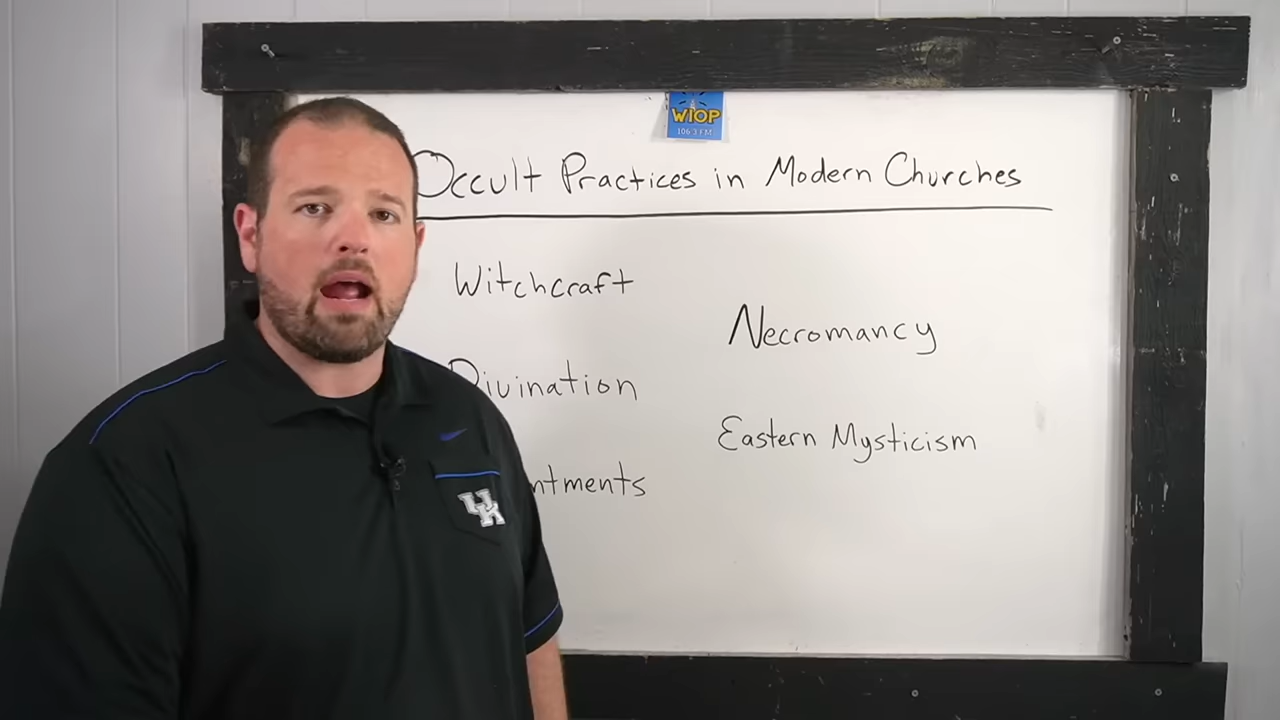 WIOP
106.3 FM
Occult Practices in Modern Churches
Witchcraft
Necromancy
Divination
Eastern Mysticism
ntments
UK